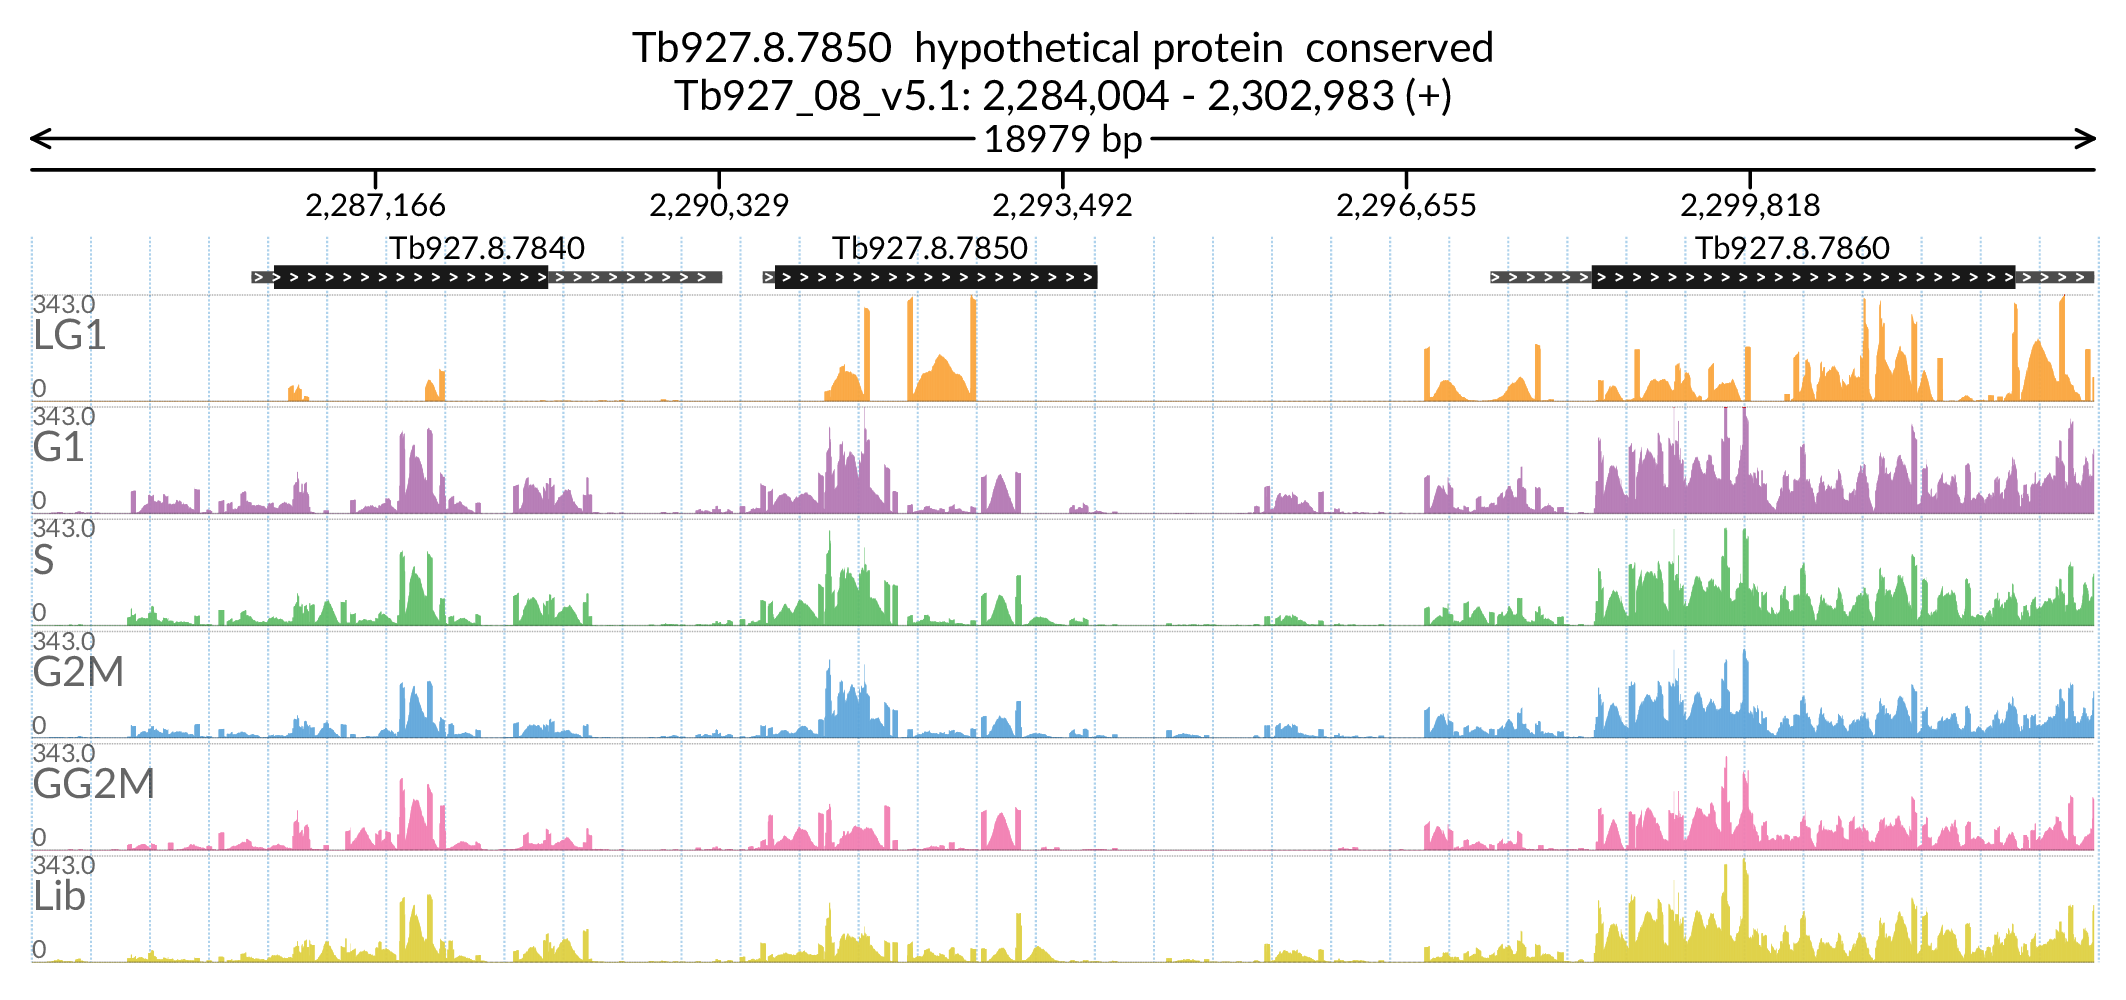 Tb927.8.7850 hypothetical protein conserved
Tb927_08_v5.1: 2,284,004 - 2,302,983 (+)
18979 bp
2,287,166 2,290,329 2,293,492 2,296,655 2,299,818
Tb927.8.7840 Tb927.8.7850 Tb927.8.7860
343.0
LG1
0
343.0
G1
0
343.0
S
0
343.0
G2M
0
343.0
GG2M
0
343.0
Lib
0